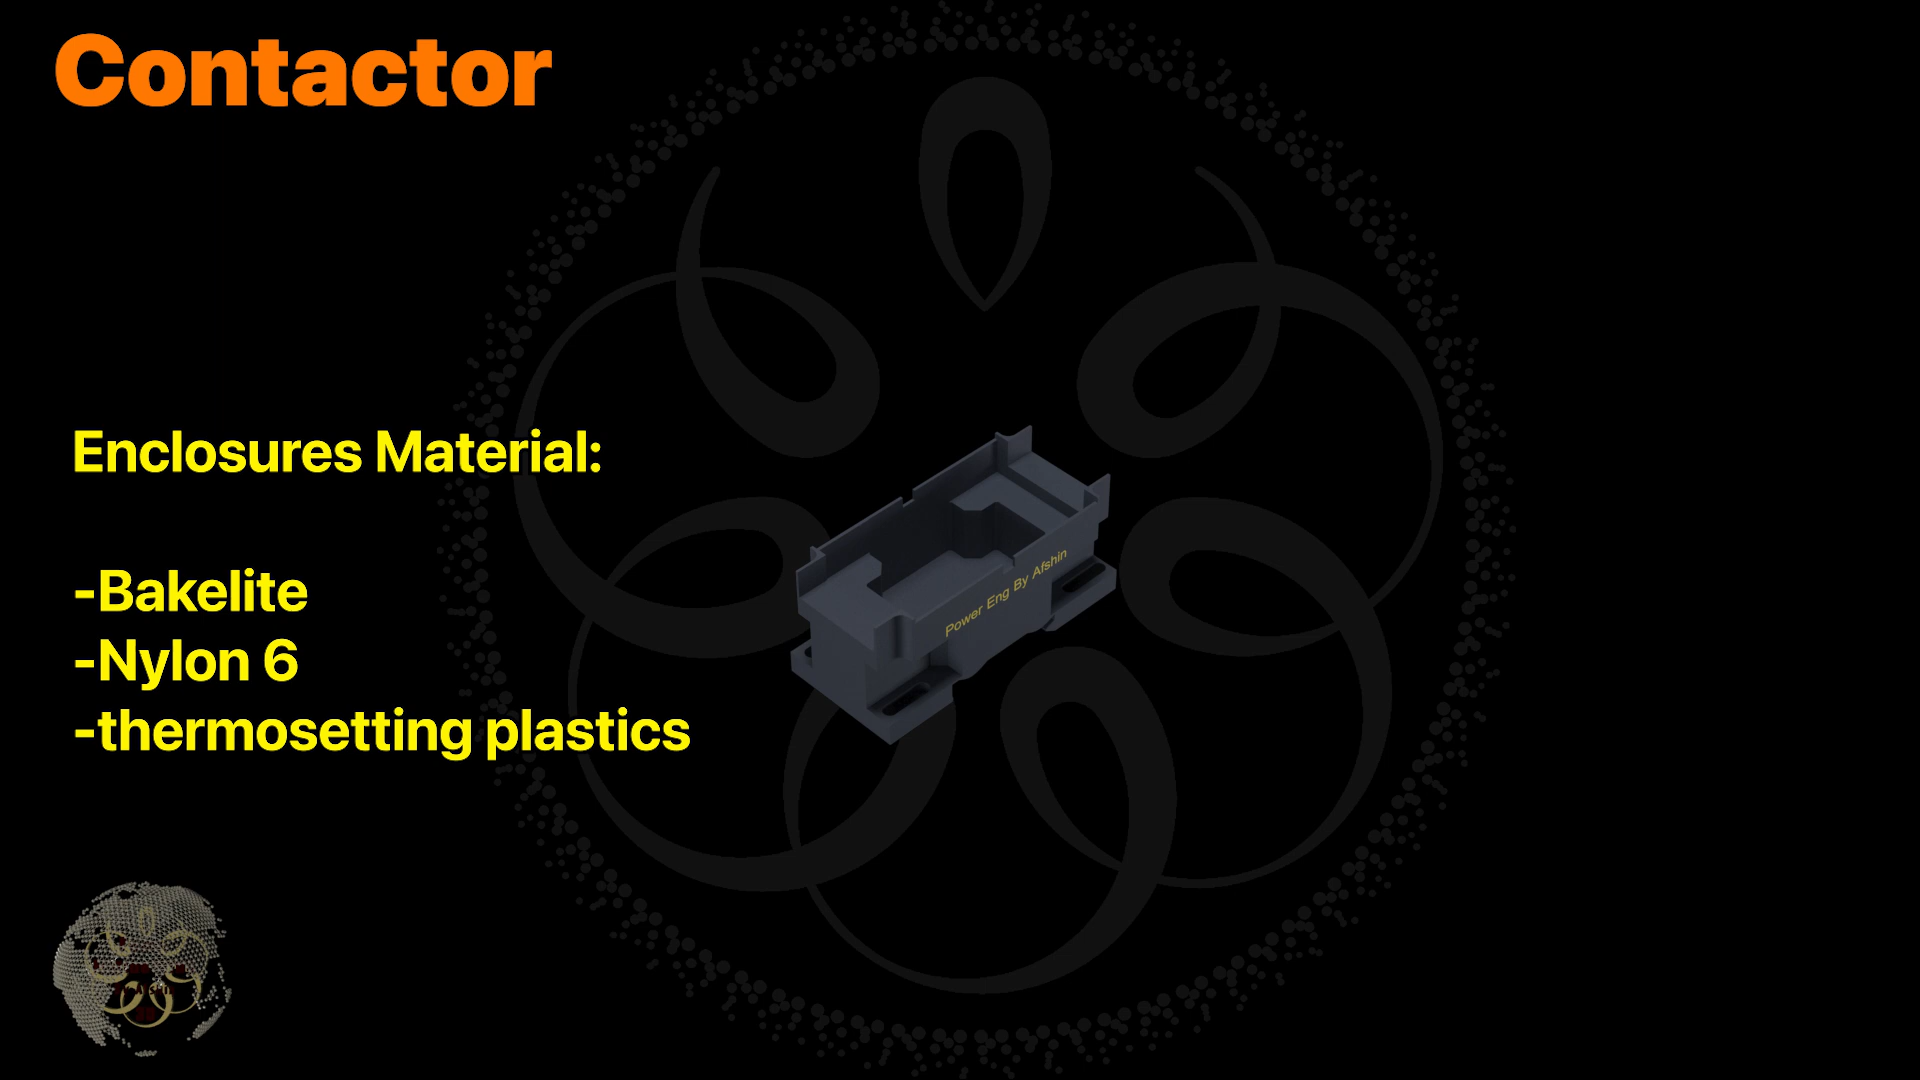 Contactor
Enclosures Material:
-Bakelite
-Nylon 6
-thermosetting plastics
Power Eng By Afshin